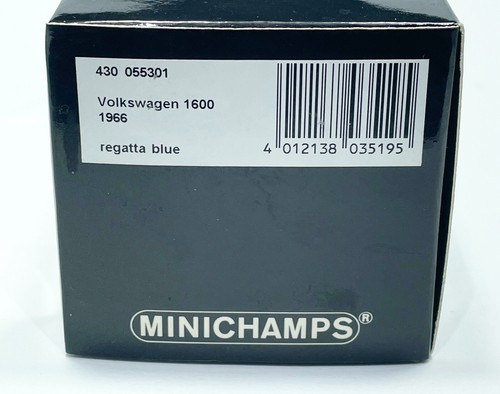 430 055301
Volkswagen 1600
1966
regatta blue
4 012138 035195
MINICHAMPS®